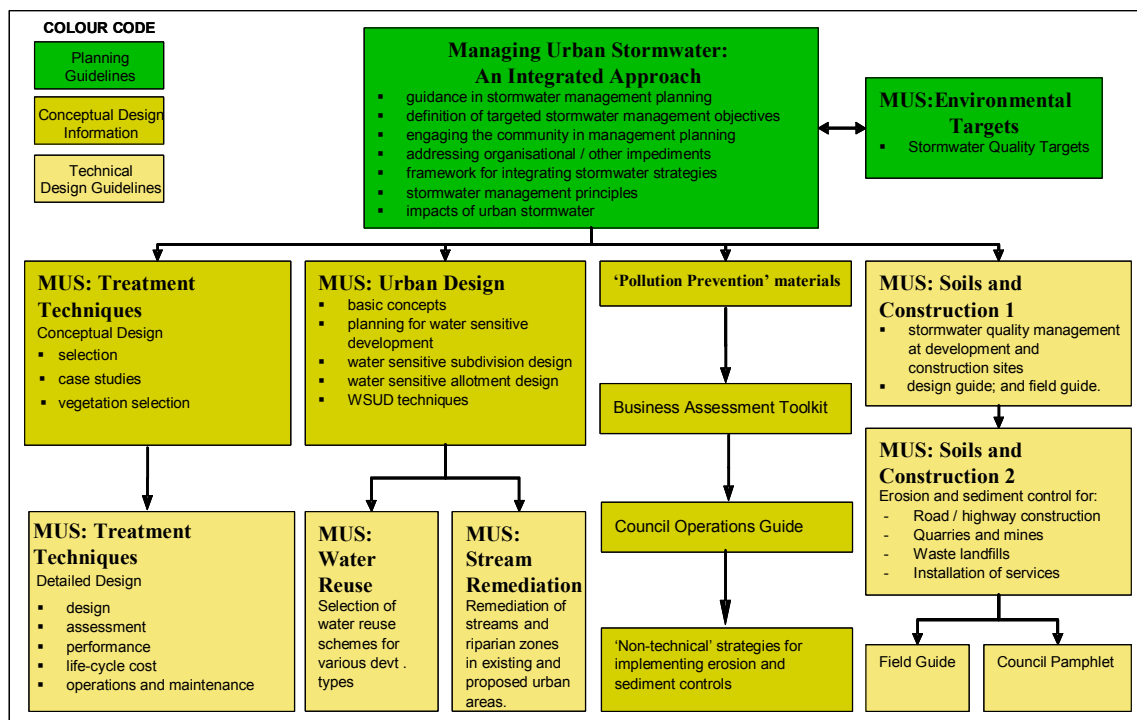 COLOUR CODE
Planning
Guidelines
Conceptual Design
Information
Technical
Design Guidelines
Managing Urban Stormwater:
An Integrated Approach
▪ guidance in stormwater management planning
▪ definition of targeted stormwater management objectives
▪ engaging the community in management planning
▪ addressing organisational / other impediments
▪ framework for integrating stormwater strategies
▪ stormwater management principles
▪ impacts of urban stormwater
MUS:Environmental
Targets
▪ Stormwater Quality Targets
MUS: Treatment
Techniques
Conceptual Design
▪ selection
▪ case studies
▪ vegetation selection
MUS: Urban Design
▪ basic concepts
▪ planning for water sensitive
development
▪ water sensitive subdivision design
▪ water sensitive allotment design
▪ WSUD techniques
‘Pollution Prevention’ materials
MUS: Soils and
Construction 1
▪ stormwater quality management
at development and
construction sites
▪ design guide; and field guide.
Business Assessment Toolkit
MUS: Soils and
Construction 2
Erosion and sediment control for:
- Road / highway construction
- Quarries and mines
- Waste landfills
- Installation of services
MUS: Treatment
Techniques
Detailed Design
▪ design
▪ assessment
▪ performance
▪ life-cycle cost
▪ operations and maintenance
MUS:
Water
Reuse
Selection of
water reuse
schemes for
various devt .
types
MUS:
Stream
Remediation
Remediation of
streams and
riparian zones
in existing and
proposed urban
areas.
Council Operations Guide
‘Non-technical’ strategies for
implementing erosion and
sediment controls
Field Guide
Council Pamphlet